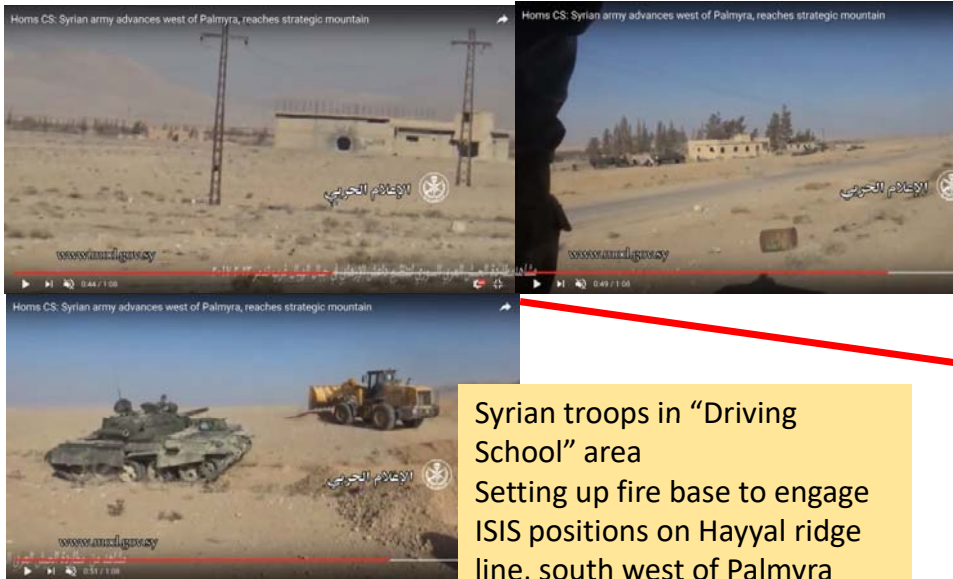 Homs CS: Syrian army advances west of Palmyra, reaches strategic mountain
الإعلام الحربي
www.mcd.gov.sy
0:44 / 1:08
Homs CS: Syrian army advances west of Palmyra, reaches strategic mountain
الإعلام الحربي
www.mcd.gov.sy
0:49 / 1:08
Homs CS: Syrian army advances west of Palmyra, reaches strategic mountain
الإعلام الحربي
www.mcd.gov.sy
0:51 / 1:08
Syrian troops in “Driving
School” area
Setting up fire base to engage
ISIS positions on Hayyal ridge
line, south west of Palmyra